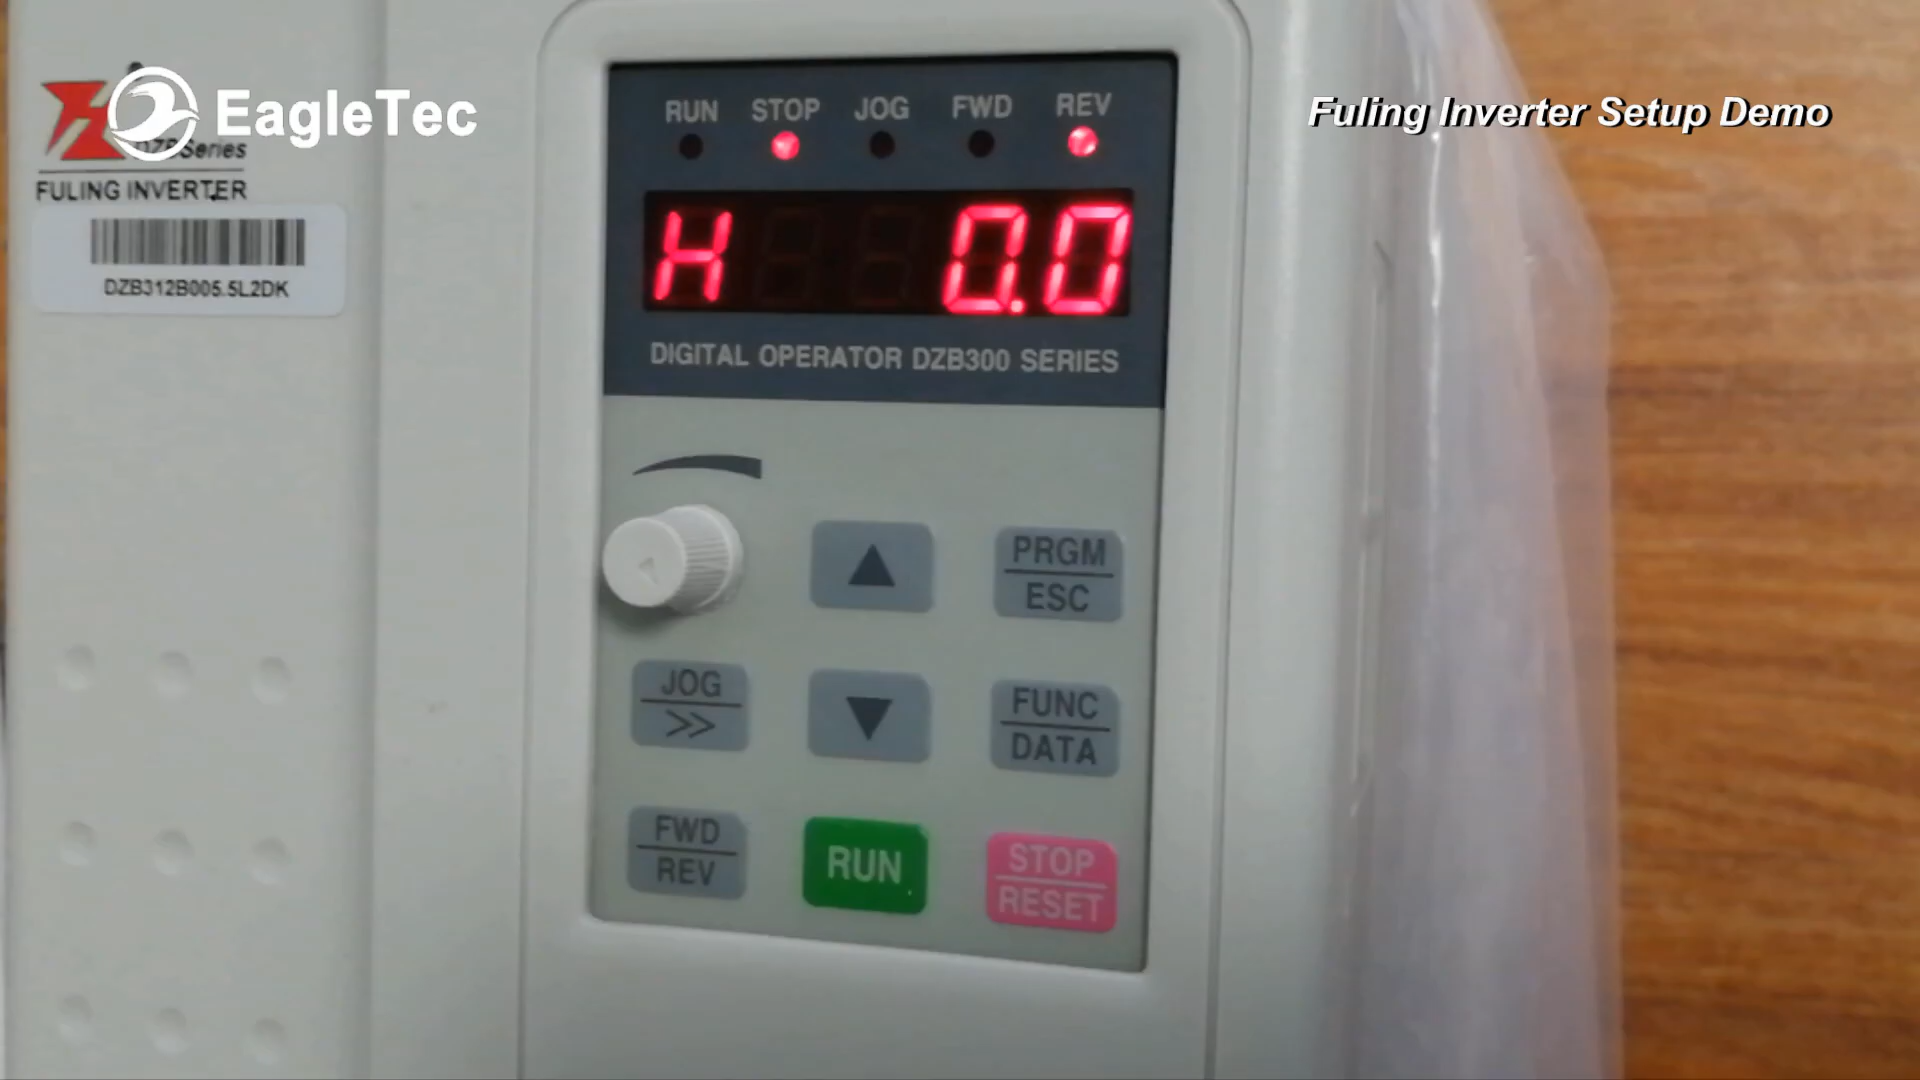 EagleTec
DZBSeries
FULING INVERTER
DZB312B005.5L2DK
Fuling Inverter Setup Demo
RUN STOP JOG FWD REV
H 0.0
DIGITAL OPERATOR DZB300 SERIES
PRGM
ESC
JOG
>>
FUNC
DATA
FWD
REV
RUN
STOP
RESET